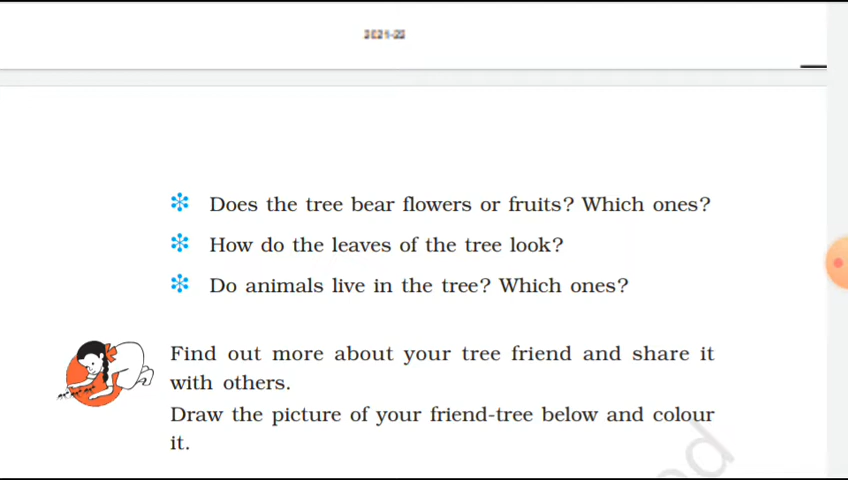 2021-22
Does the tree bear flowers or fruits? Which ones?
How do the leaves of the tree look?
Do animals live in the tree? Which ones?
Find out more about your tree friend and share it
with others.
Draw the picture of your friend-tree below and colour
it.